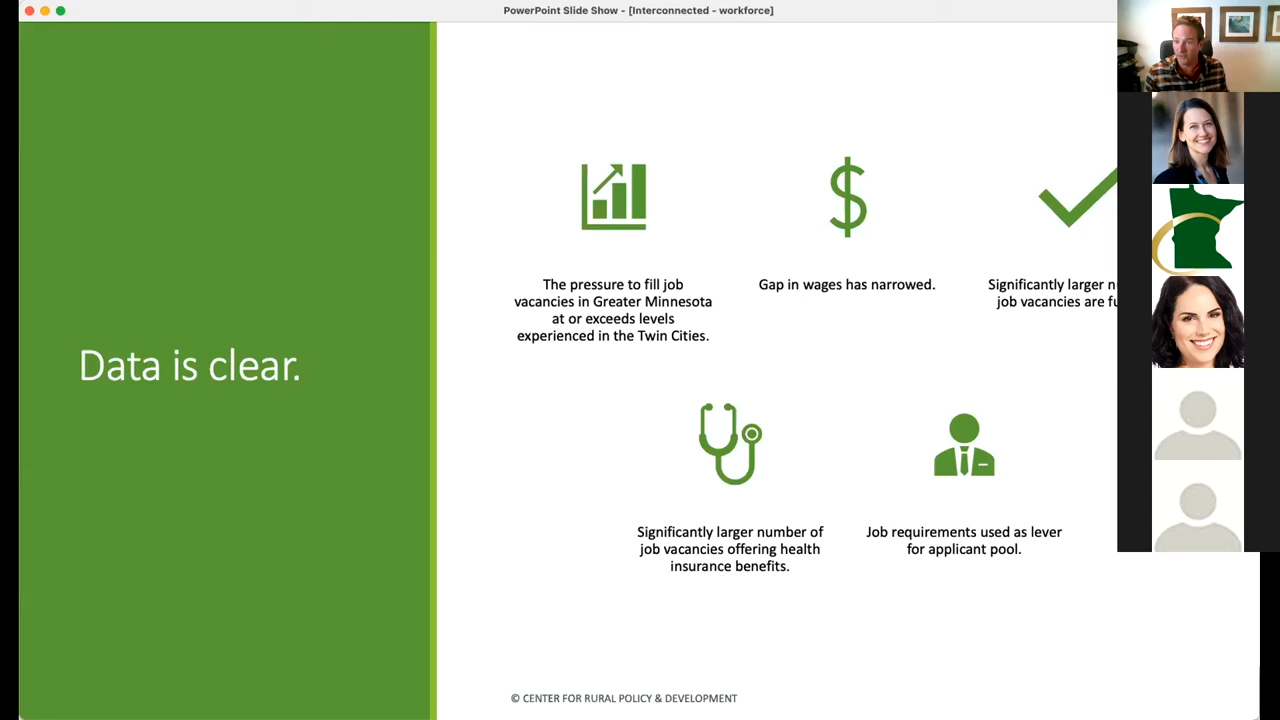 PowerPoint Slide Show - [Interconnected - workforce]
Data is clear.
The pressure to fill job
vacancies in Greater Minnesota
at or exceeds levels
experienced in the Twin Cities.
Gap in wages has narrowed.
Significantly larger
job vacancies are
Significantly larger number of
job vacancies offering health
insurance benefits.
Job requirements used as lever
for applicant pool.
© CENTER FOR RURAL POLICY & DEVELOPMENT